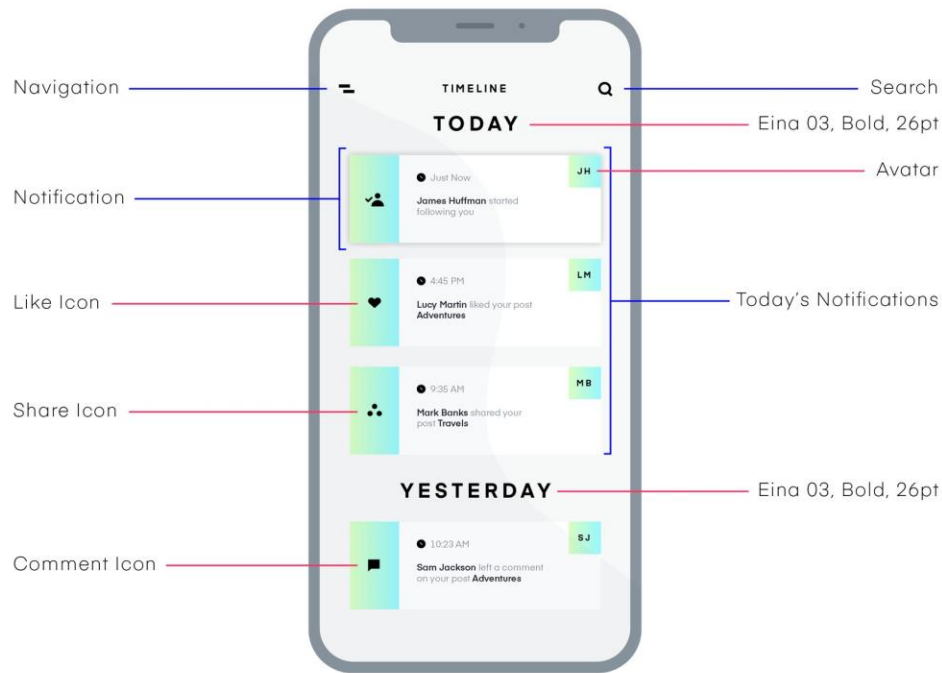 Navigation
TIMELINE
Search
TODAY
Eina 03, Bold, 26pt
Avatar
Notification
JH
Just Now
James Huffman started
following you
Like Icon
LM
4:45 PM
Lucy Martin liked your post
Adventures
Today's Notifications
Share Icon
MB
9:35 AM
Mark Banks shared your
post Travels
YESTERDAY
Eina 03, Bold, 26pt
Comment Icon
SJ
10:23 AM
Sam Jackson left a comment
on your post Adventures